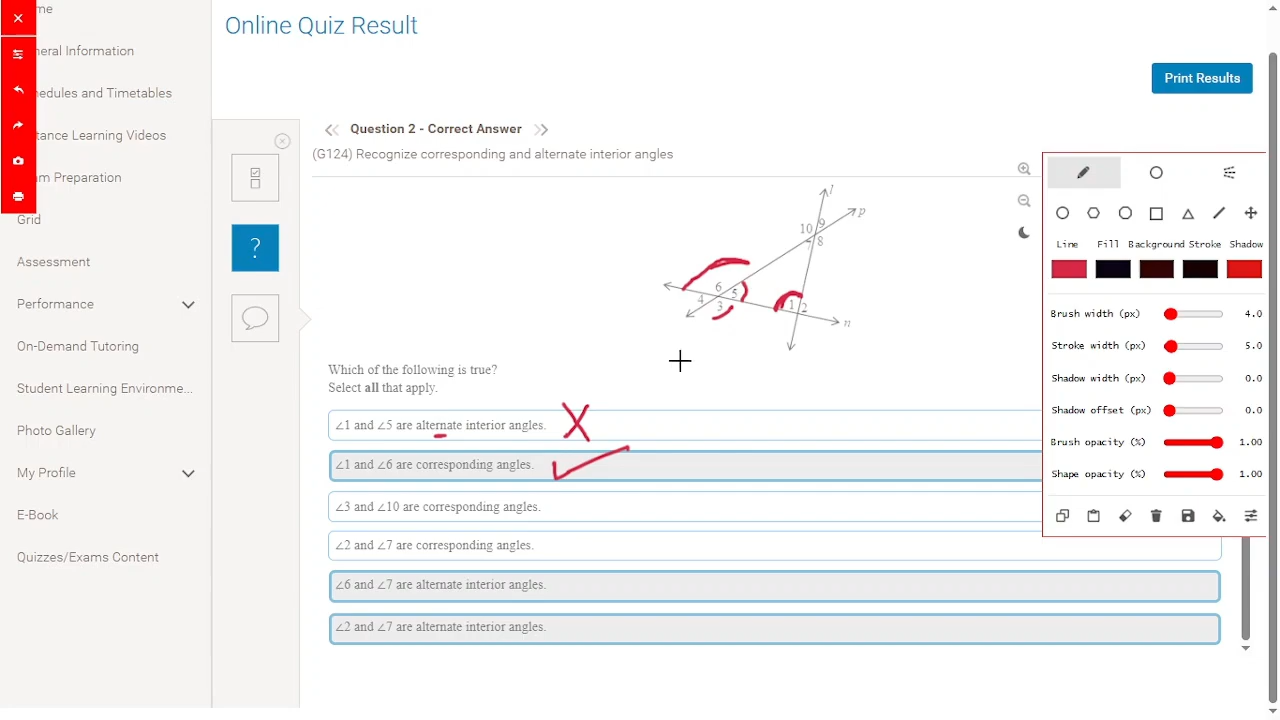 Online Quiz Result
neral Information
hedules and Timetables
tance Learning Videos
m Preparation
Grid
Assessment
Performance
On-Demand Tutoring
Student Learning Environme...
Photo Gallery
My Profile
E-Book
Quizzes/Exams Content
Print Results
Question 2 - Correct Answer
(G124) Recognize corresponding and alternate interior angles
l
p
10 9
7 8
6
4 5
3
1 2
n
Which of the following is true?
Select all that apply.
∠1 and ∠5 are alternate interior angles.
∠1 and ∠6 are corresponding angles.
∠3 and ∠10 are corresponding angles.
∠2 and ∠7 are corresponding angles.
∠6 and ∠7 are alternate interior angles.
∠2 and ∠7 are alternate interior angles.
?
Line Fill Background Stroke Shadow
Brush width (px) 4.0
Stroke width (px) 5.0
Shadow width (px) 0.0
Shadow offset (px) 0.0
Brush opacity (%) 1.00
Shape opacity (%) 1.00